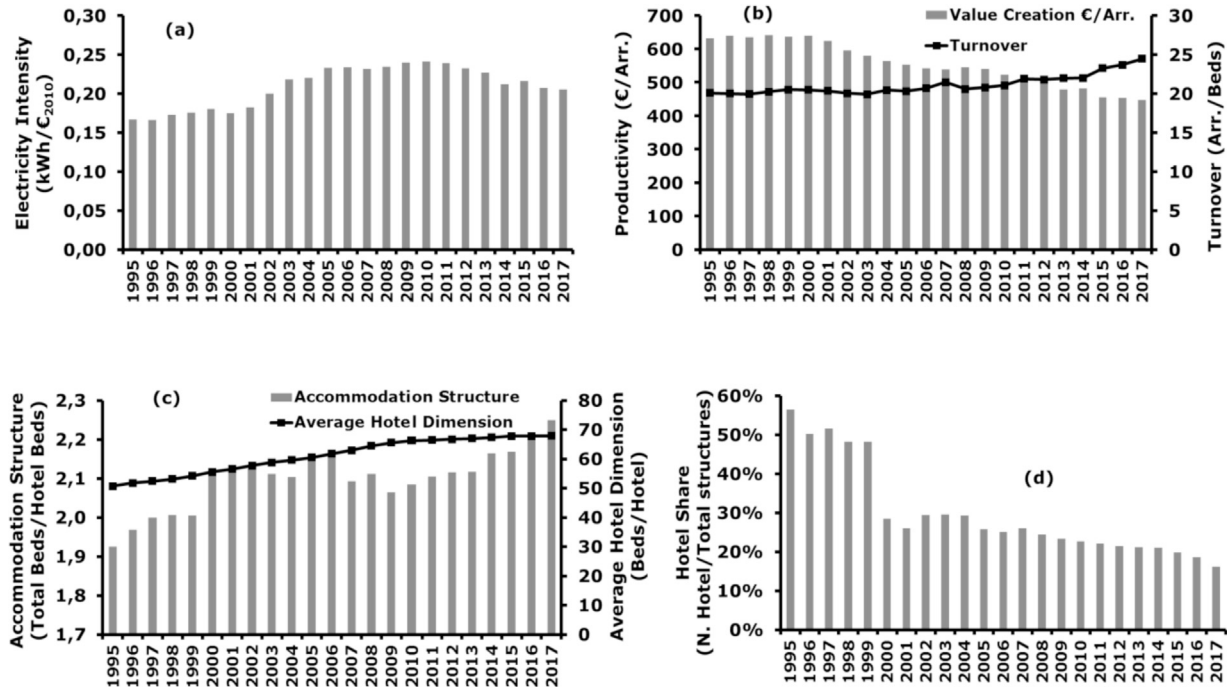 (a)
Electricity Intensity
(kWh/€2010)
0,30
0,25
0,20
0,15
0,10
0,05
0,00
1995 1996 1997 1998 1999 2000 2001 2002 2003 2004 2005 2006 2007 2008 2009 2010 2011 2012 2013 2014 2015 2016 2017
(b)
Value Creation €/Arr.
Turnover
Productivity (€/Arr.)
700
600
500
400
300
200
100
0
Turnover (Arr./Beds)
30
25
20
15
10
5
0
1995 1996 1997 1998 1999 2000 2001 2002 2003 2004 2005 2006 2007 2008 2009 2010 2011 2012 2013 2014 2015 2016 2017
(c)
Accommodation Structure
Average Hotel Dimension
Accommodation Structure
(Total Beds/Hotel Beds)
2,3
2,2
2,1
2,0
1,9
1,8
1,7
Average Hotel Dimension
(Beds/Hotel)
80
70
60
50
40
30
20
10
0
1995 1996 1997 1998 1999 2000 2001 2002 2003 2004 2005 2006 2007 2008 2009 2010 2011 2012 2013 2014 2015 2016 2017
(d)
Hotel Share
(N. Hotel/Total structures)
60%
50%
40%
30%
20%
10%
0%
1995 1996 1997 1998 1999 2000 2001 2002 2003 2004 2005 2006 2007 2008 2009 2010 2011 2012 2013 2014 2015 2016 2017